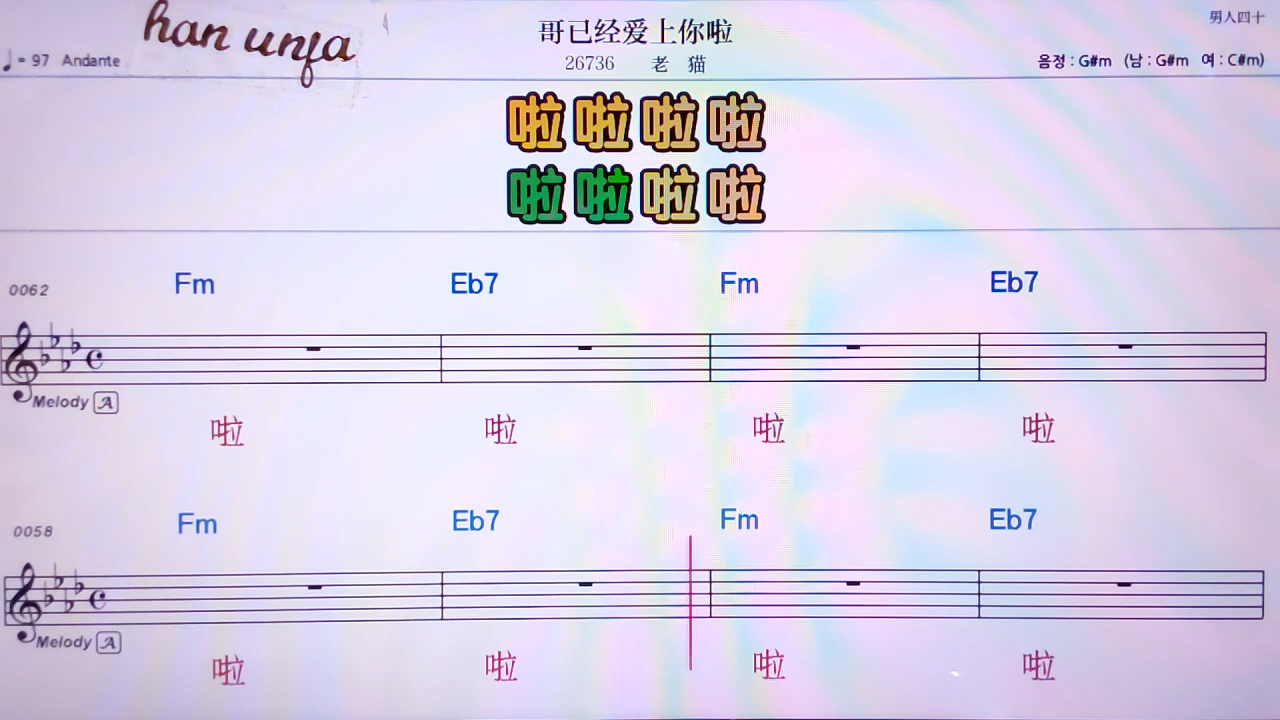 han unfa
哥已经爱上你啦
男人四十
♩= 97 Andante
26736 老 猫
음정 : G#m (남 : G#m 여 : C#m)
啦啦啦啦
啦啦啦啦
0062 Fm Eb7 Fm Eb7
Melody A
啦 啦 啦 啦
0058 Fm Eb7 Fm Eb7
Melody A
啦 啦 啦 啦